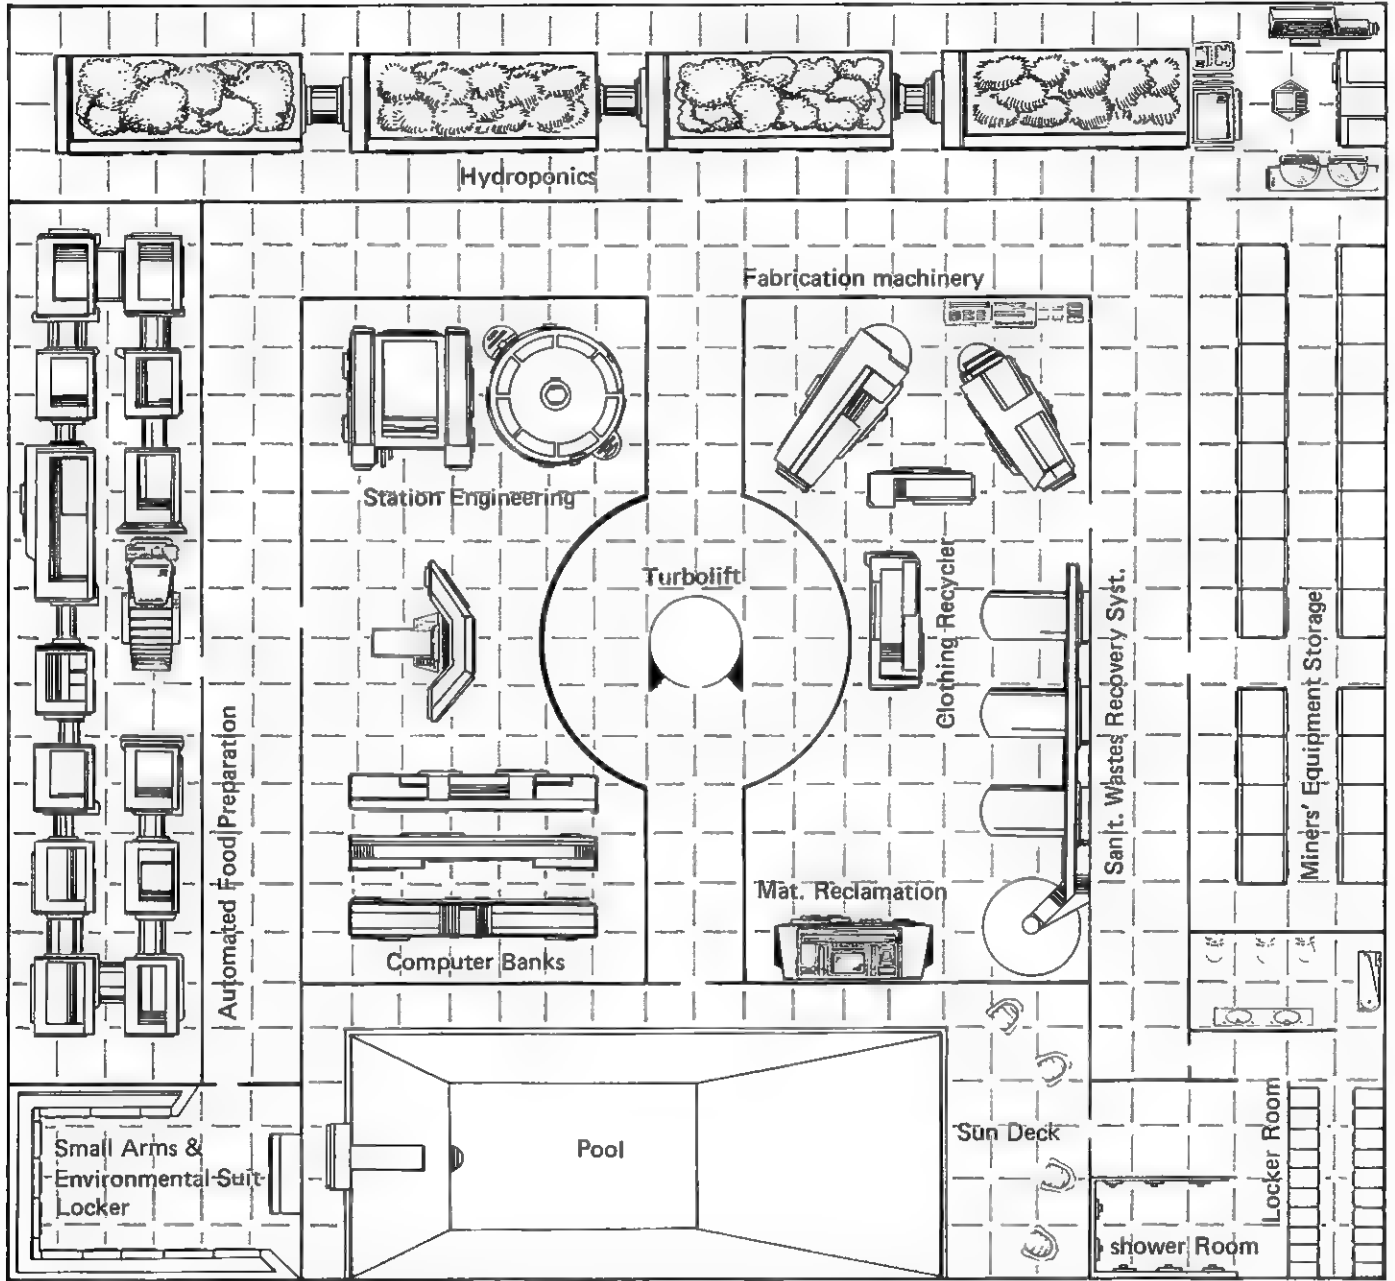 Hydroponics
Fabrication machinery
Station Engineering
Turbolift
Clothing Recycler
Sanit. Wastes Recovery Syst.
Miners' Equipment Storage
Automated Food Preparation
Mat. Reclamation
Computer Banks
Small Arms &
Environmental Suit
Locker
Pool
Sun Deck
Locker Room
shower Room